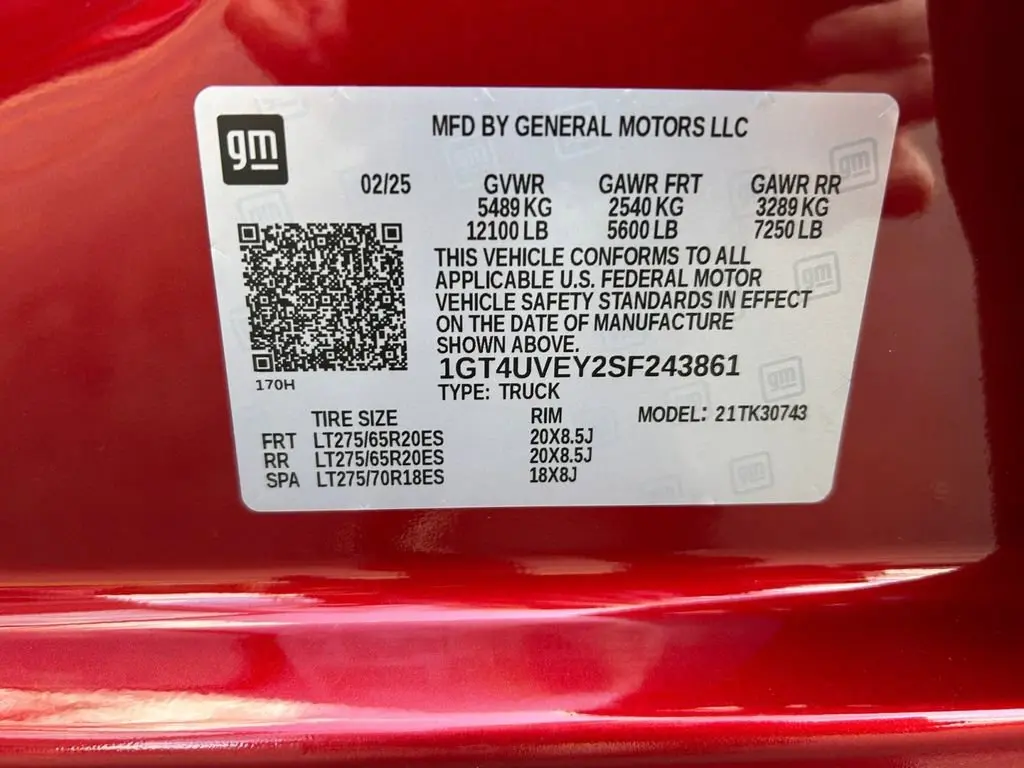 gm
MFD BY GENERAL MOTORS LLC
02/25 GVWR GAWR FRT GAWR RR
5489 KG 2540 KG 3289 KG
12100 LB 5600 LB 7250 LB
THIS VEHICLE CONFORMS TO ALL
APPLICABLE U.S. FEDERAL MOTOR
VEHICLE SAFETY STANDARDS IN EFFECT
ON THE DATE OF MANUFACTURE
SHOWN ABOVE.
1GT4UVEY2SF243861
170H
TYPE: TRUCK
TIRE SIZE RIM MODEL: 21TK30743
FRT LT275/65R20ES 20X8.5J
RR LT275/65R20ES 20X8.5J
SPA LT275/70R18ES 18X8J